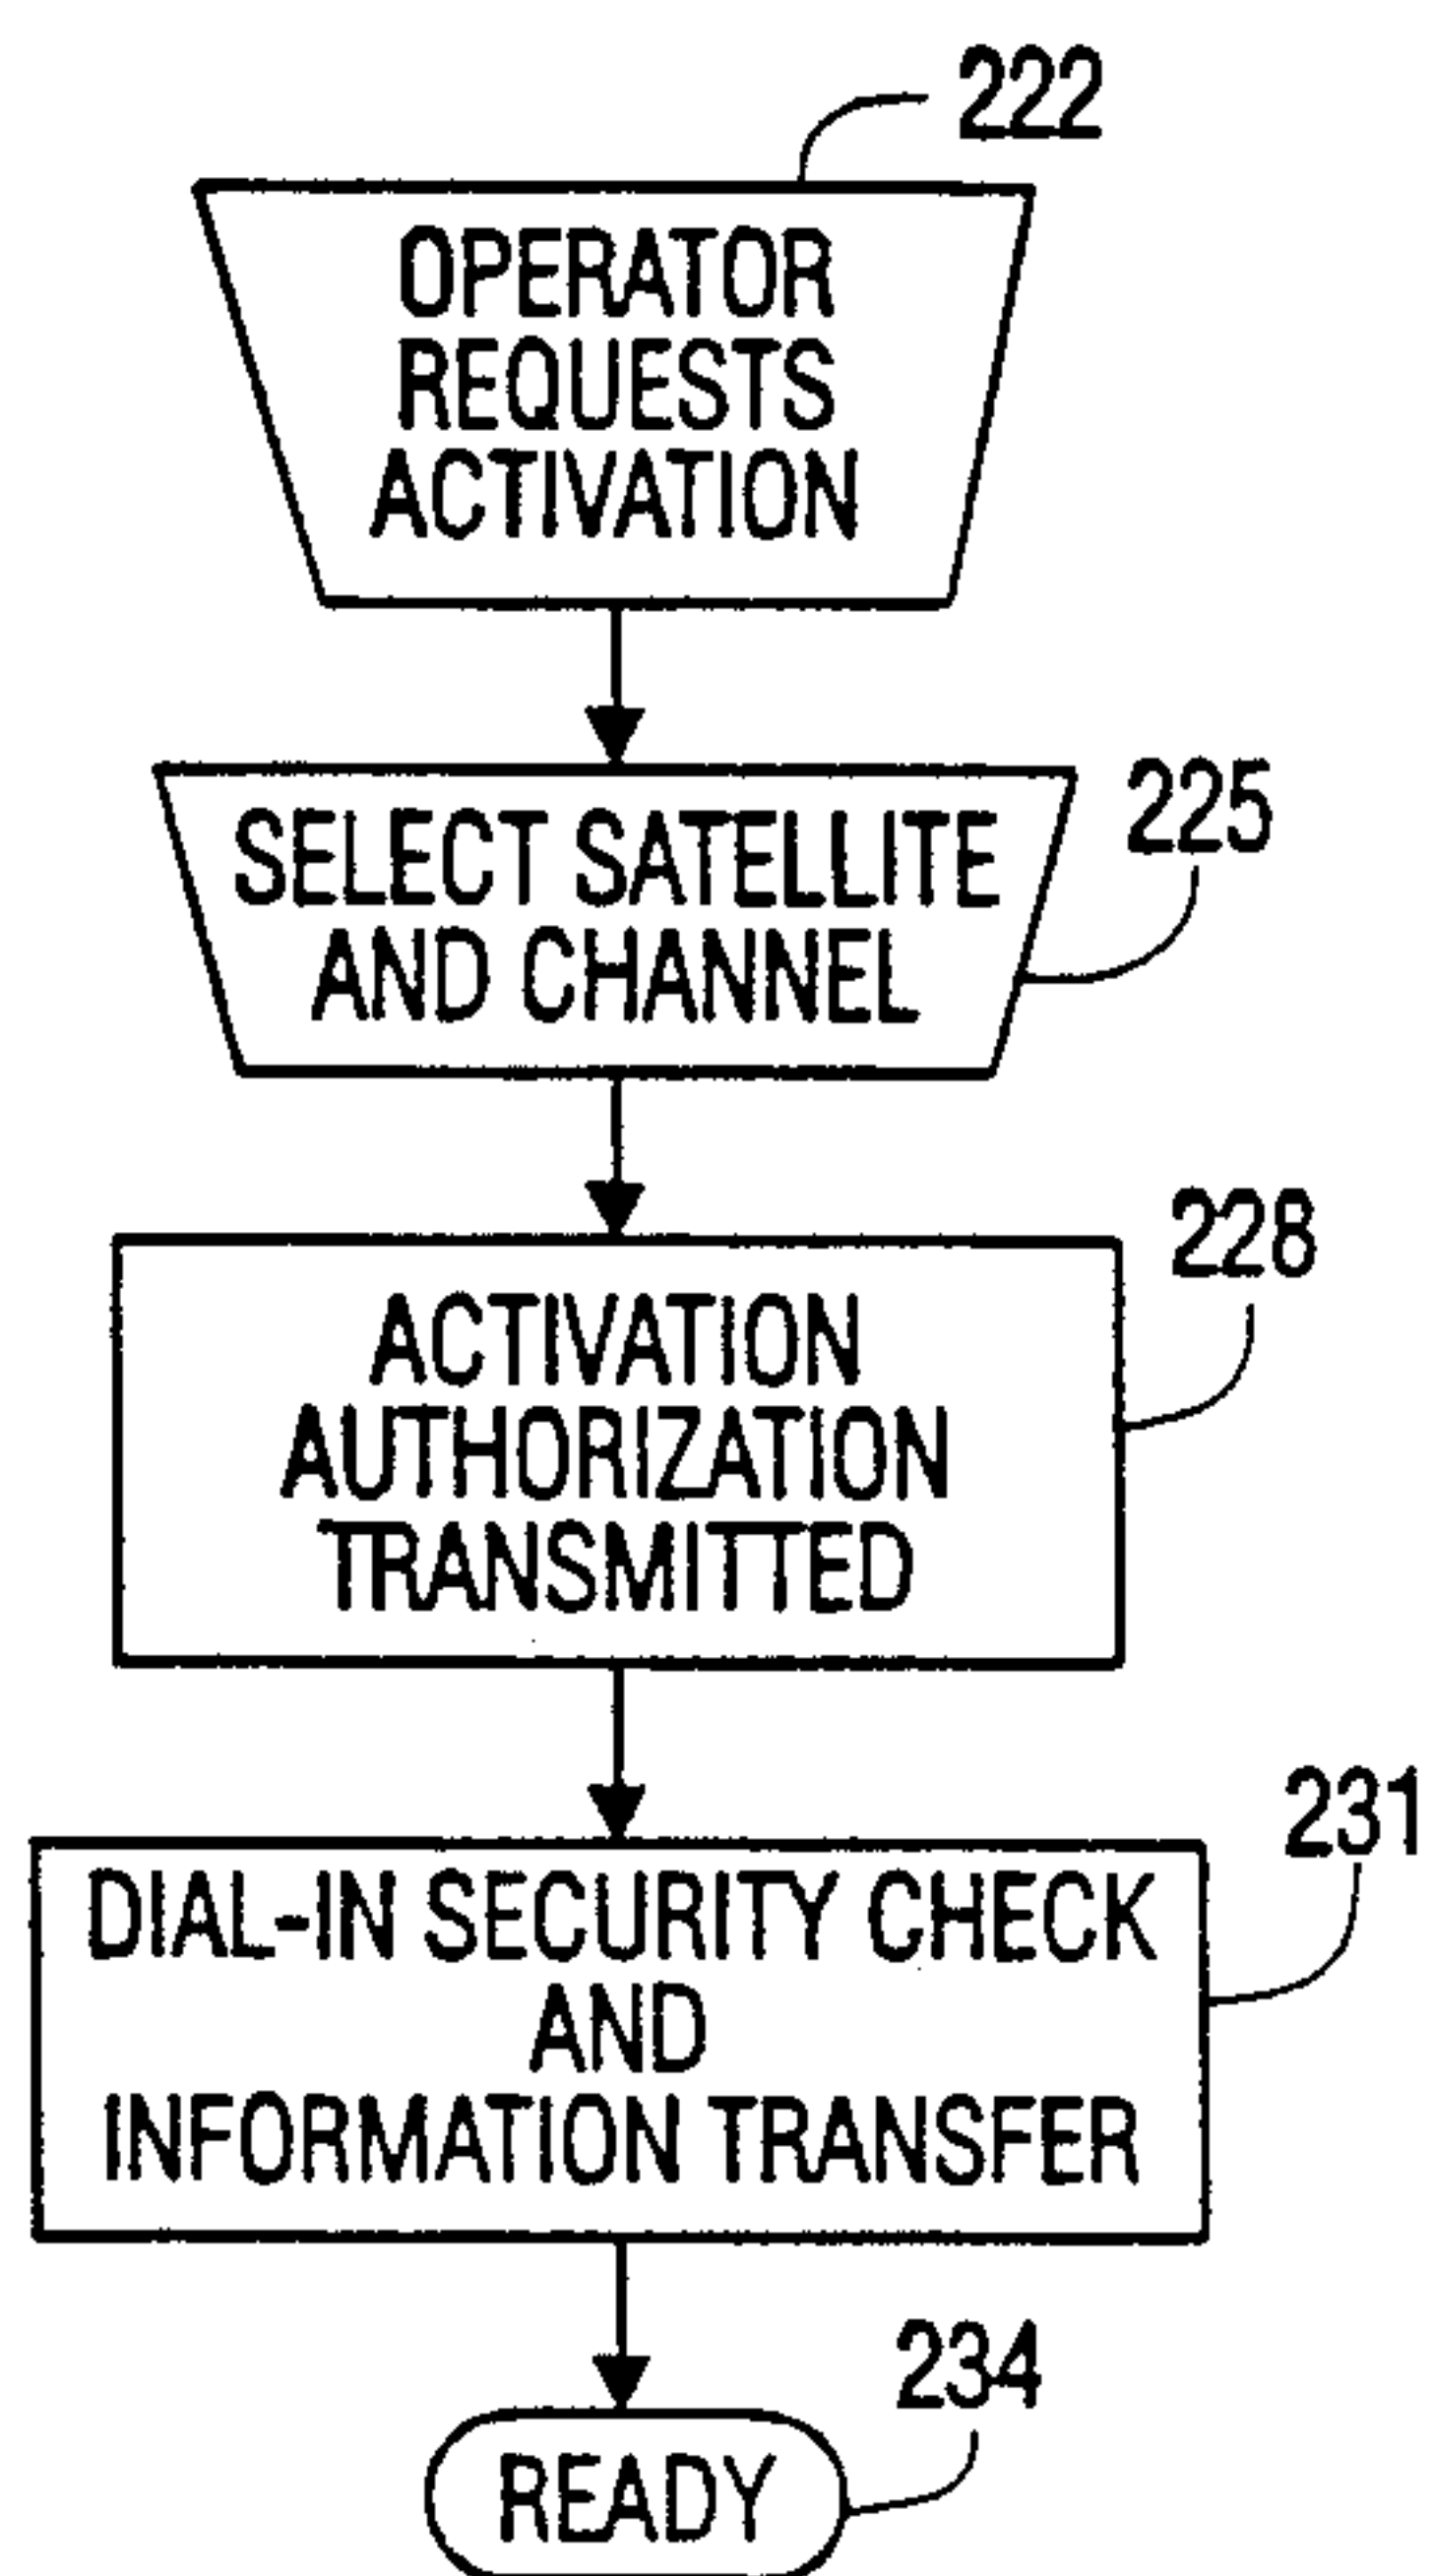 222
OPERATOR
REQUESTS
ACTIVATION
225
SELECT SATELLITE
AND CHANNEL
228
ACTIVATION
AUTHORIZATION
TRANSMITTED
231
DIAL-IN SECURITY CHECK
AND
INFORMATION TRANSFER
234
READY